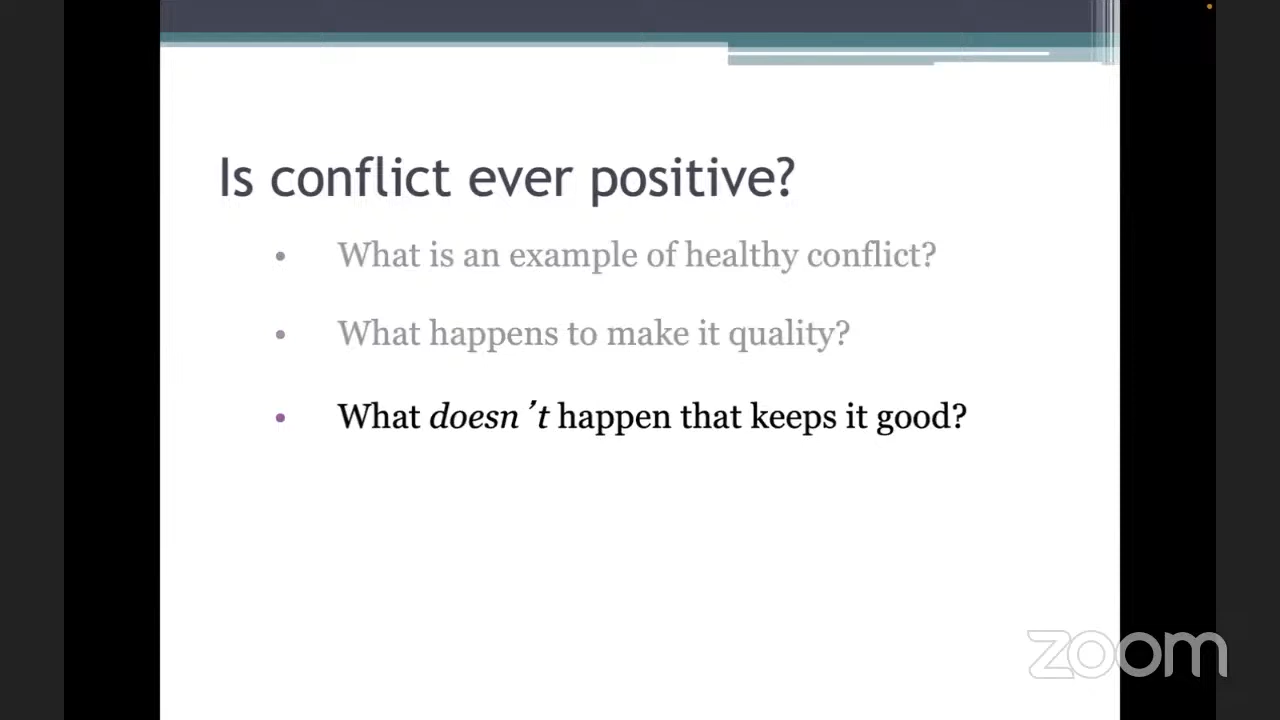 Is conflict ever positive?
• What is an example of healthy conflict?
• What happens to make it quality?
• What doesn’t happen that keeps it good?
zoom